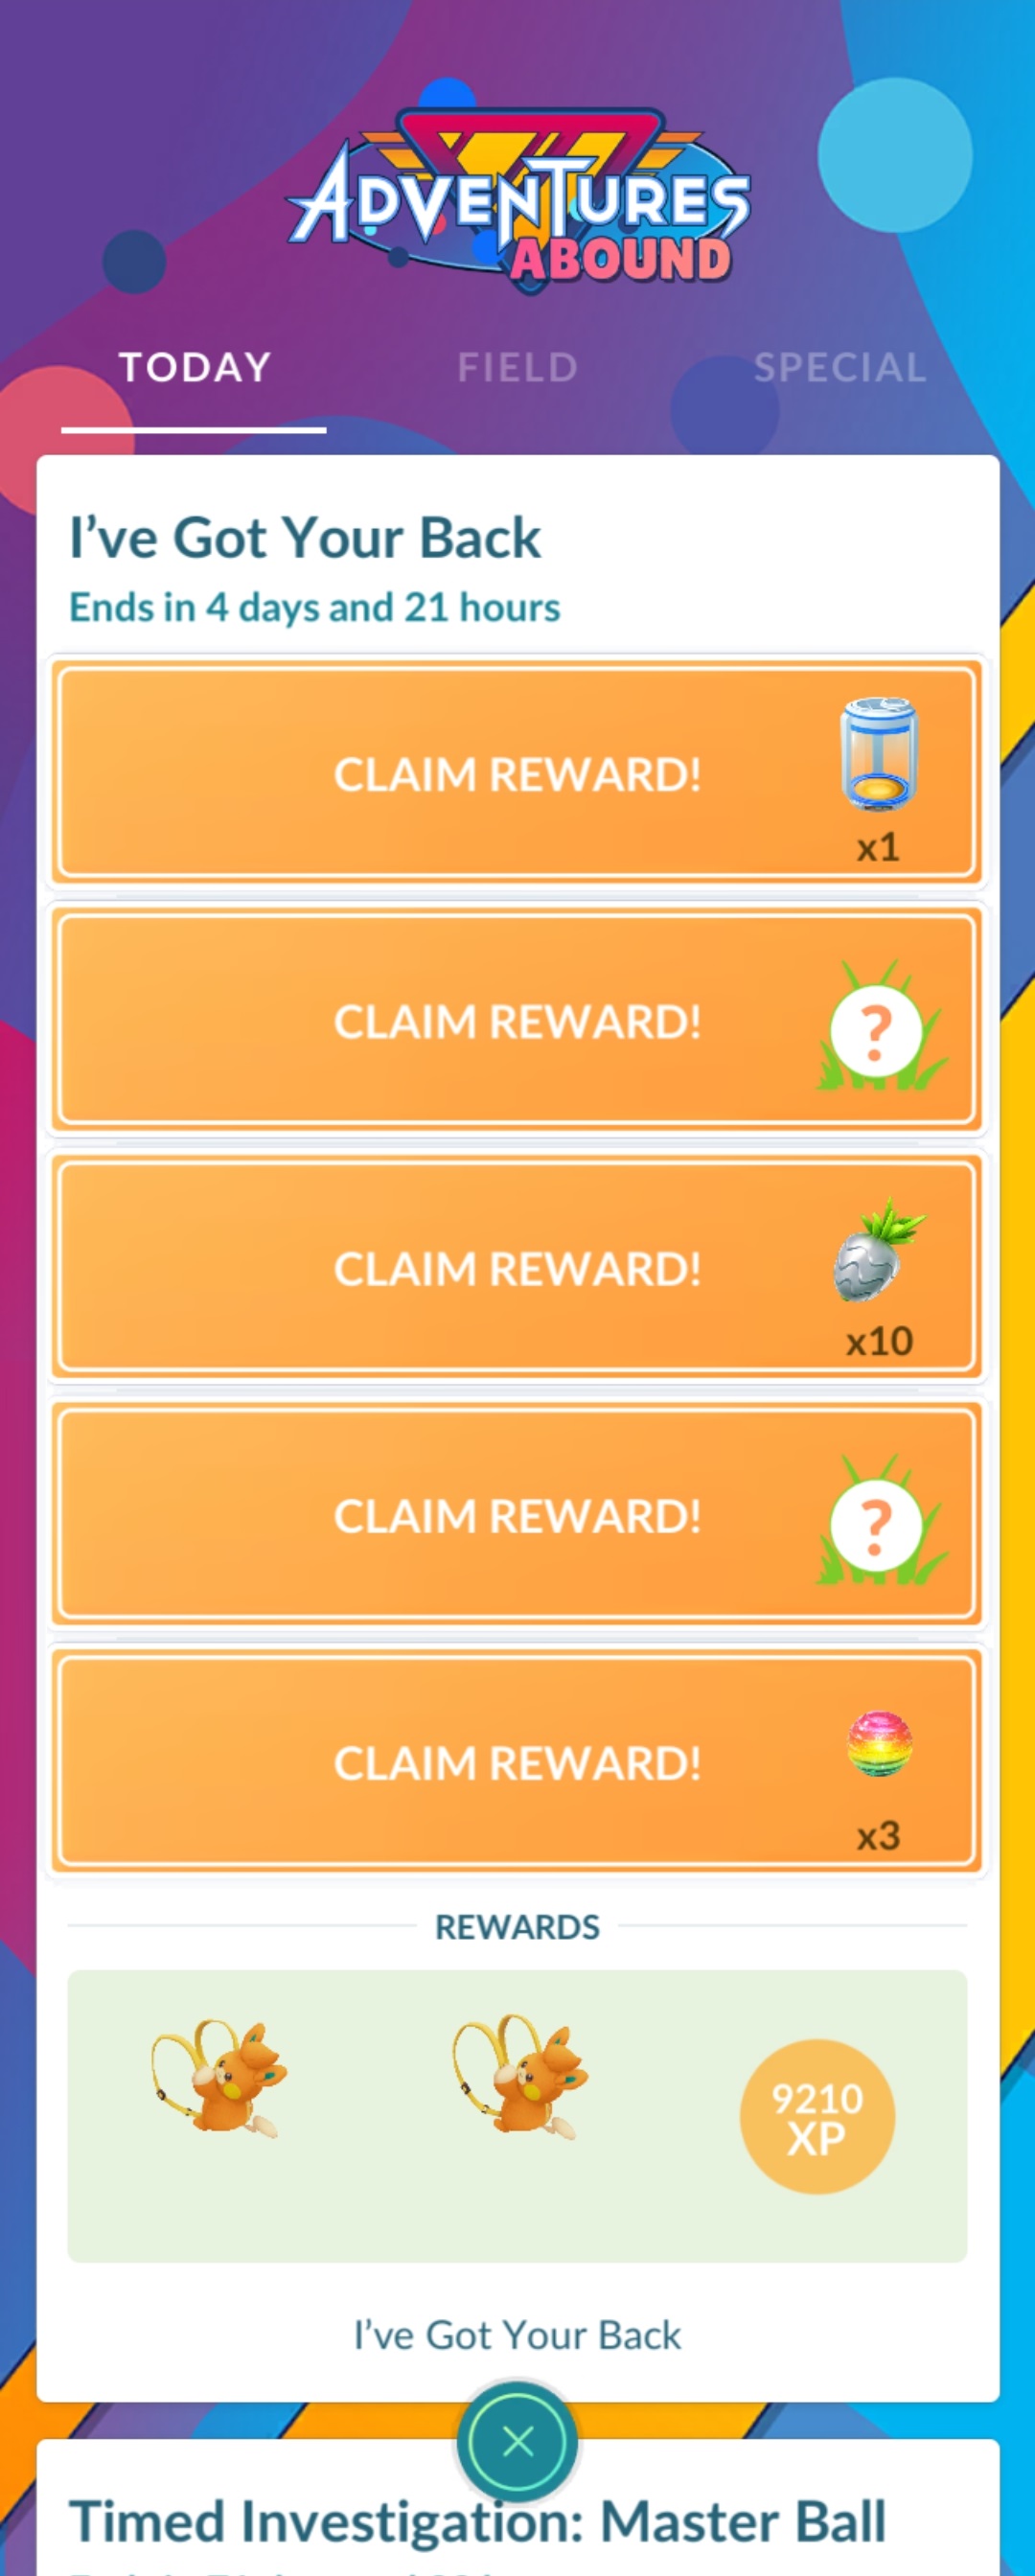 ADVENTURES
ABOUND
TODAY FIELD SPECIAL
I’ve Got Your Back
Ends in 4 days and 21 hours
CLAIM REWARD!
x1
CLAIM REWARD!
?
CLAIM REWARD!
x10
CLAIM REWARD!
?
CLAIM REWARD!
x3
REWARDS
9210
XP
I’ve Got Your Back
Timed Investigation: Master Ball